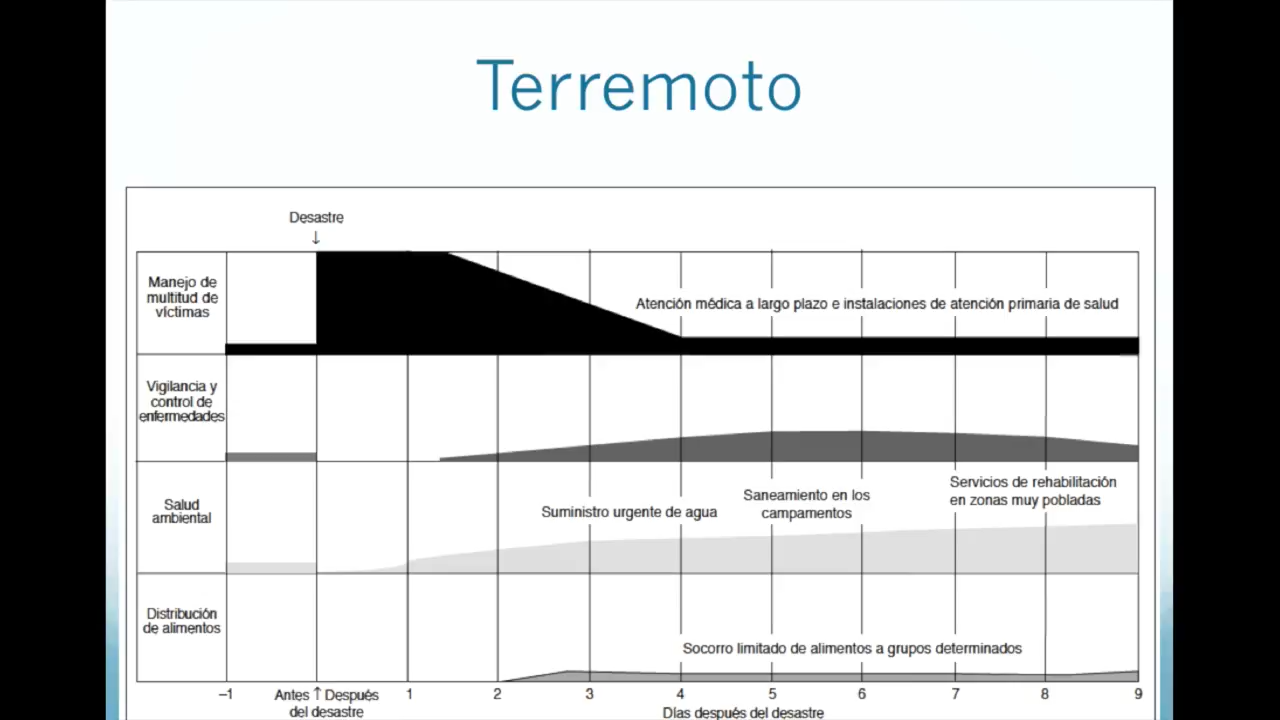 Terremoto
Desastre
↓
Manejo de
multitud de
víctimas
Atención médica a largo plazo e instalaciones de atención primaria de salud
Vigilancia y
control de
enfermedades
Salud
ambiental
Suministro urgente de agua
Saneamiento en los
campamentos
Servicios de rehabilitación
en zonas muy pobladas
Distribución
de alimentos
Socorro limitado de alimentos a grupos determinados
–1 Antes ↑ Después 1 2 3 4 5 6 7 8 9
del desastre
Días después del desastre